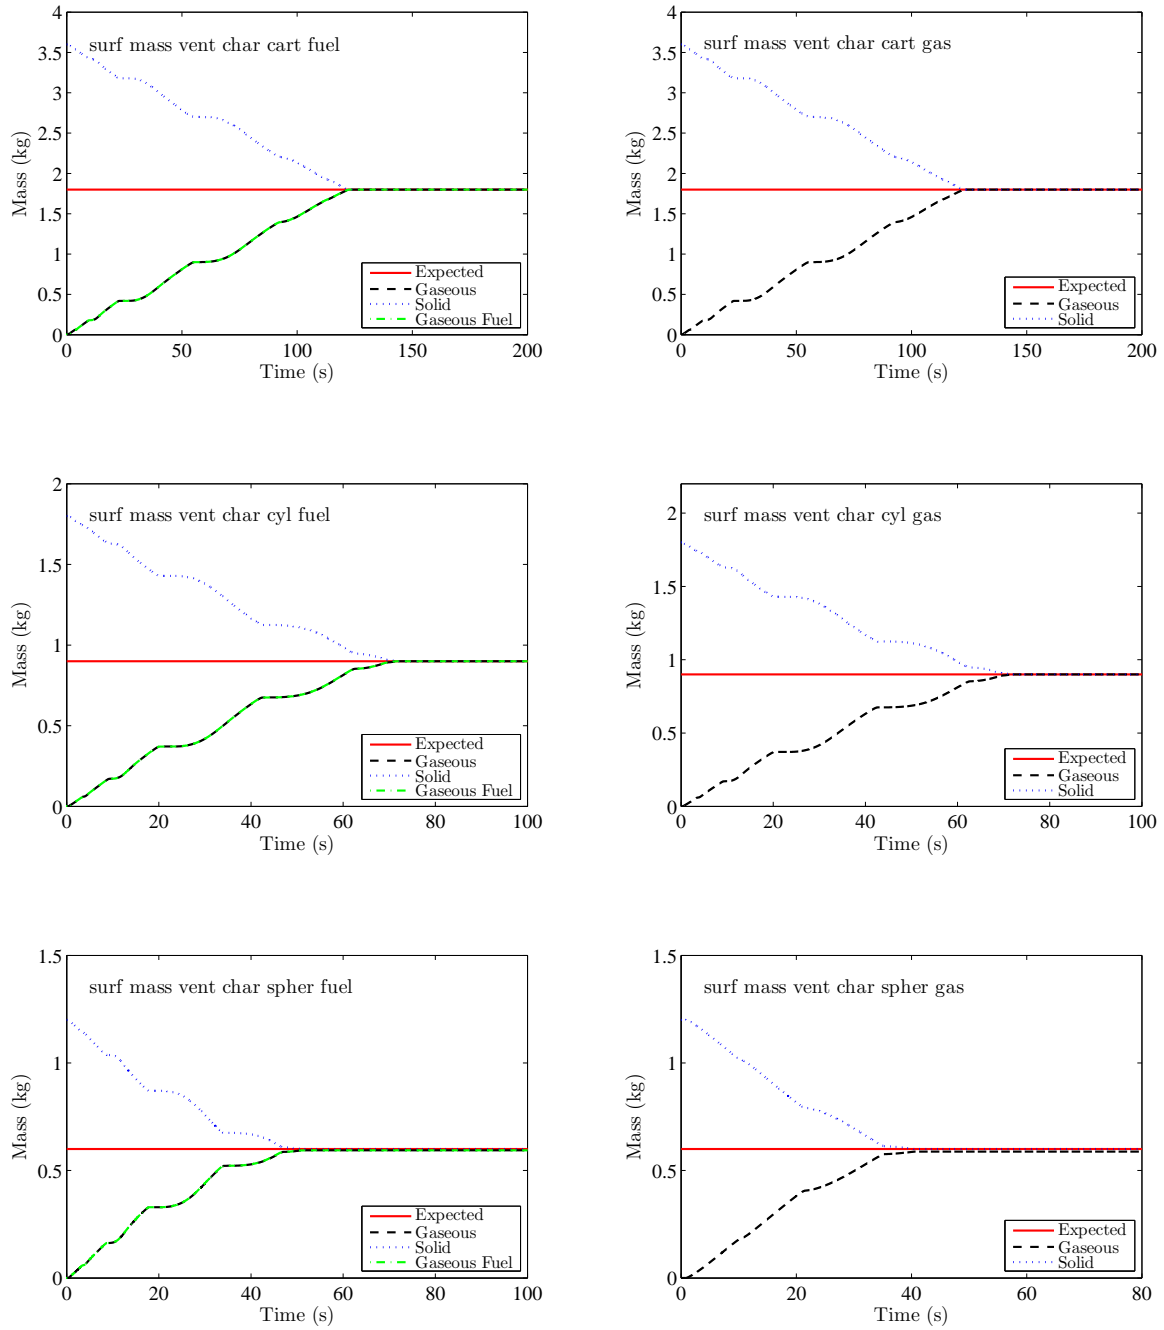 surf mass vent char cart fuel
Mass (kg)
4
3.5
3
2.5
2
1.5
1
0.5
0
Expected
Gaseous
Solid
Gaseous Fuel
0 50 100 150 200
Time (s)
surf mass vent char cart gas
Mass (kg)
4
3.5
3
2.5
2
1.5
1
0.5
0
Expected
Gaseous
Solid
0 50 100 150 200
Time (s)
surf mass vent char cyl fuel
Mass (kg)
2
1.5
1
0.5
0
Expected
Gaseous
Solid
Gaseous Fuel
0 20 40 60 80 100
Time (s)
surf mass vent char cyl gas
Mass (kg)
2
1.5
1
0.5
0
Expected
Gaseous
Solid
0 20 40 60 80 100
Time (s)
surf mass vent char spher fuel
Mass (kg)
1.5
1
0.5
0
Expected
Gaseous
Solid
Gaseous Fuel
0 20 40 60 80 100
Time (s)
surf mass vent char spher gas
Mass (kg)
1.5
1
0.5
0
Expected
Gaseous
Solid
0 20 40 60 80
Time (s)